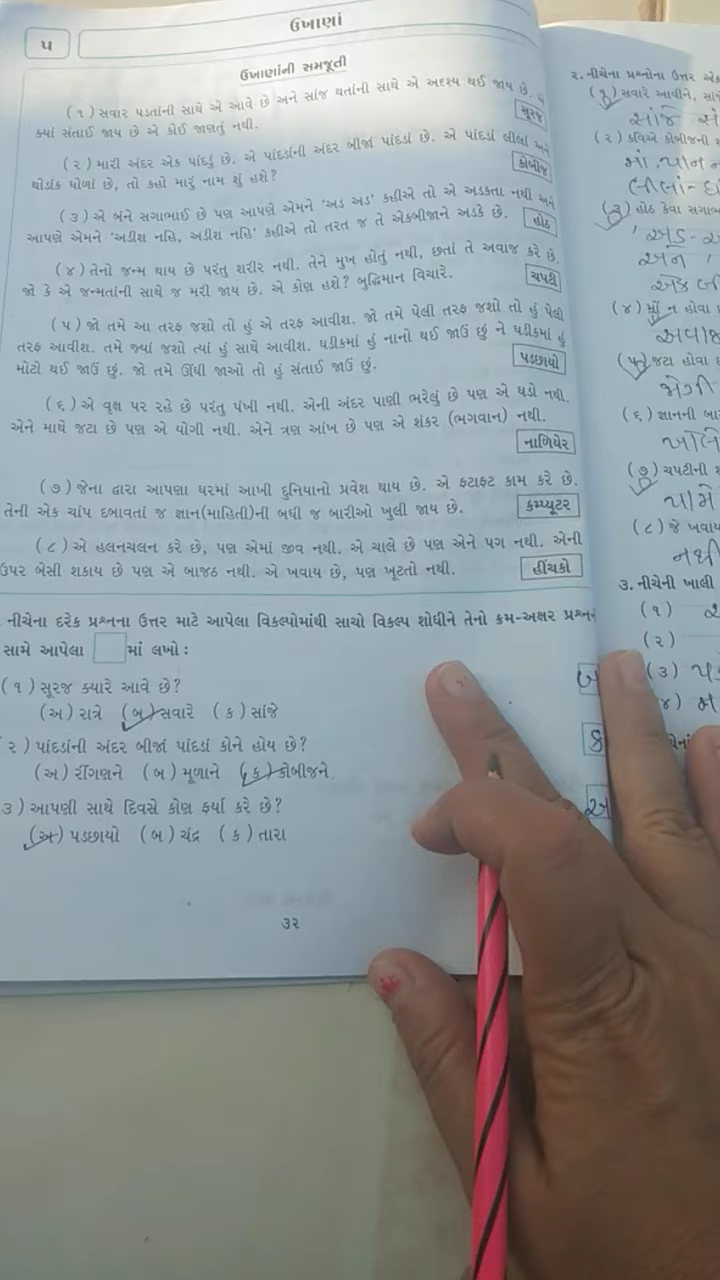 ૫
ઉખાણાં
ઉખાણાંની સમજૂતી
(૧) સવાર પડતાંની સાથે એ આવે છે અને સાંજ થતાંની સાથે એ અદશ્ય થઈ જાય છે.
ક્યાં સંતાઈ જાય છે એ કોઈ જાણતું નથી.
સૂરજ
(૨) મારી અંદર એક પાંદડું છે. એ પાંદડાંની અંદર બીજાં પાંદડાં છે. એ પાંદડાં લીલાં અને
થોડાંક ધોળાં છે, તો કહો મારું નામ શું હશે?
કોબીજ
(૩) એ બંને સગાભાઈ છે પણ આપણે એમને 'અડ અડ' કહીએ તો એ અડકતા નથી અને
આપણે એમને 'અડીશ નહિ, અડીશ નહિ' કહીએ તો તરત જ તે એકબીજાને અડકે છે.
હોઠ
(૪) તેનો જન્મ થાય છે પરંતુ શરીર નથી. તેને મુખ હોતું નથી, છતાં તે અવાજ કરે છે.
જો કે એ જન્મતાંની સાથે જ મરી જાય છે. એ કોણ હશે? બુદ્ધિમાન વિચારે.
ચપટી
(૫) જો તમે આ તરફ જશો તો હું એ તરફ આવીશ. જો તમે પેલી તરફ જશો તો હું પેલી
તરફ આવીશ. તમે જ્યાં જશો ત્યાં હું સાથે આવીશ. ઘડીકમાં હું નાનો થઈ જાઉં છું ને ઘડીકમાં હું
મોટો થઈ જાઉં છું. જો તમે ઊંઘી જાઓ તો હું સંતાઈ જાઉં છું.
પડછાયો
(૬) એ વૃક્ષ પર રહે છે પરંતુ પંખી નથી. એની અંદર પાણી ભરેલું છે પણ એ ઘડો નથી.
એને માથે જટા છે પણ એ યોગી નથી. એને ત્રણ આંખ છે પણ એ શંકર (ભગવાન) નથી.
નાળિયેર
(૭) જેના દ્વારા આપણા ઘરમાં આખી દુનિયાનો પ્રવેશ થાય છે. એ ફટાફટ કામ કરે છે.
તેની એક ચાંપ દબાવતાં જ જ્ઞાન(માહિતી)ની બધી જ બારીઓ ખુલી જાય છે.
કમ્પ્યૂટર
(૮) એ હલનચલન કરે છે, પણ એમાં જીવ નથી. એ ચાલે છે પણ એને પગ નથી. એની
ઉપર બેસી શકાય છે પણ એ બાજઠ નથી. એ ખવાય છે, પણ ખૂટતો નથી.
હીંચકો
નીચેના દરેક પ્રશ્નના ઉત્તર માટે આપેલા વિકલ્પોમાંથી સાચો વિકલ્પ શોધીને તેનો ક્રમ-અક્ષર પ્રશ્નની
સામે આપેલા માં લખો :
(૧) સૂરજ ક્યારે આવે છે?
બ
(અ) રાત્રે (બ) સવારે (ક) સાંજે
૨) પાંદડાંની અંદર બીજાં પાંદડાં કોને હોય છે?
ક
(અ) રીંગણને (બ) મૂળાને (ક) કોબીજને
૩) આપણી સાથે દિવસે કોણ ફર્યા કરે છે?
અ
(અ) પડછાયો (બ) ચંદ્ર (ક) તારા
૩૨
૨. નીચેના પ્રશ્નોના ઉત્તર એક
(૧) સવારે આવીને, સાં
સાંજે
(૨) કવિએ કોબીજની
(૩) હોઠ કેવા સગાભા
(૪) મોં ન હોવા
(૫) જટા હોવા
(૬) જ્ઞાનની બા
(૭) ચપટીની
(૮) જે ખવાય
નથી
૩. નીચેની ખાલી
(૧)
(૨)
(૩)
૪)